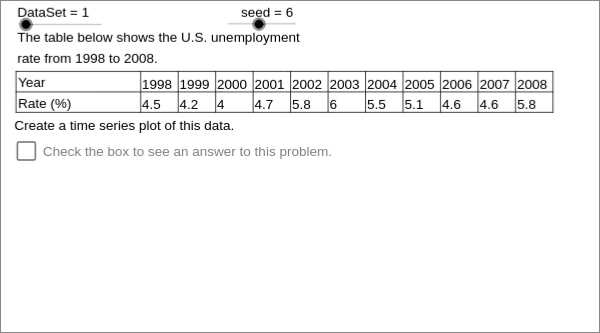 DataSet = 1 seed = 6
The table below shows the U.S. unemployment
rate from 1998 to 2008.
Year 1998 1999 2000 2001 2002 2003 2004 2005 2006 2007 2008
Rate (%) 4.5 4.2 4 4.7 5.8 6 5.5 5.1 4.6 4.6 5.8
Create a time series plot of this data.
Check the box to see an answer to this problem.